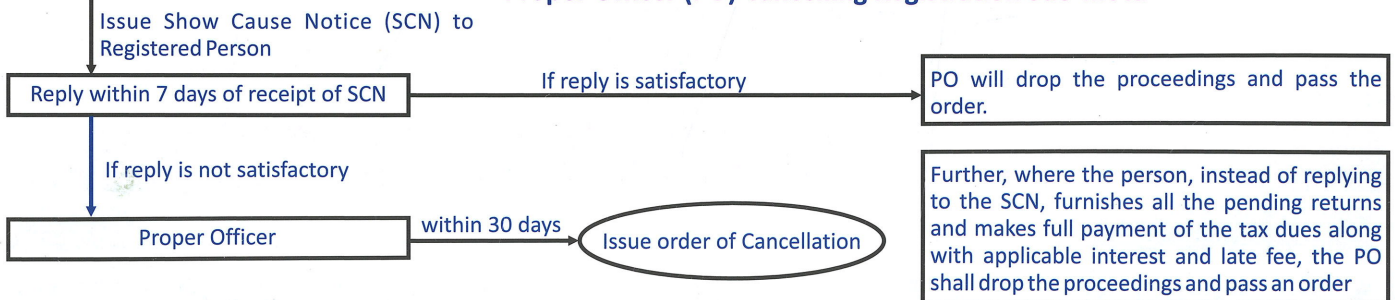 Issue Show Cause Notice (SCN) to
Registered Person
Reply within 7 days of receipt of SCN
If reply is satisfactory
PO will drop the proceedings and pass the
order.
If reply is not satisfactory
Further, where the person, instead of replying
to the SCN, furnishes all the pending returns
and makes full payment of the tax dues along
with applicable interest and late fee, the PO
shall drop the proceedings and pass an order
Proper Officer
within 30 days
Issue order of Cancellation